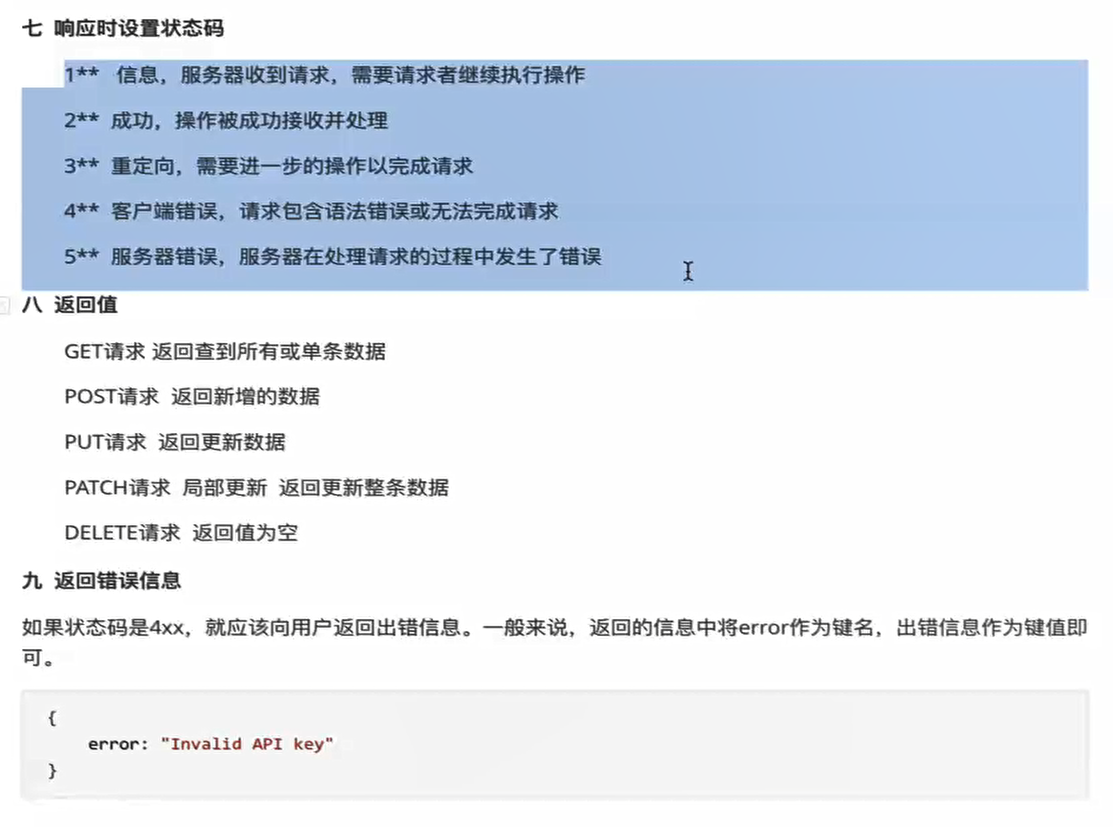 七 响应时设置状态码
1** 信息，服务器收到请求，需要请求者继续执行操作
2** 成功，操作被成功接收并处理
3** 重定向，需要进一步的操作以完成请求
4** 客户端错误，请求包含语法错误或无法完成请求
5** 服务器错误，服务器在处理请求的过程中发生了错误
八 返回值
GET请求 返回查到所有或单条数据
POST请求 返回新增的数据
PUT请求 返回更新数据
PATCH请求 局部更新 返回更新整条数据
DELETE请求 返回值为空
九 返回错误信息
如果状态码是4xx，就应该向用户返回出错信息。一般来说，返回的信息中将error作为键名，出错信息作为键值即
可。
{
    error: "Invalid API key"
}